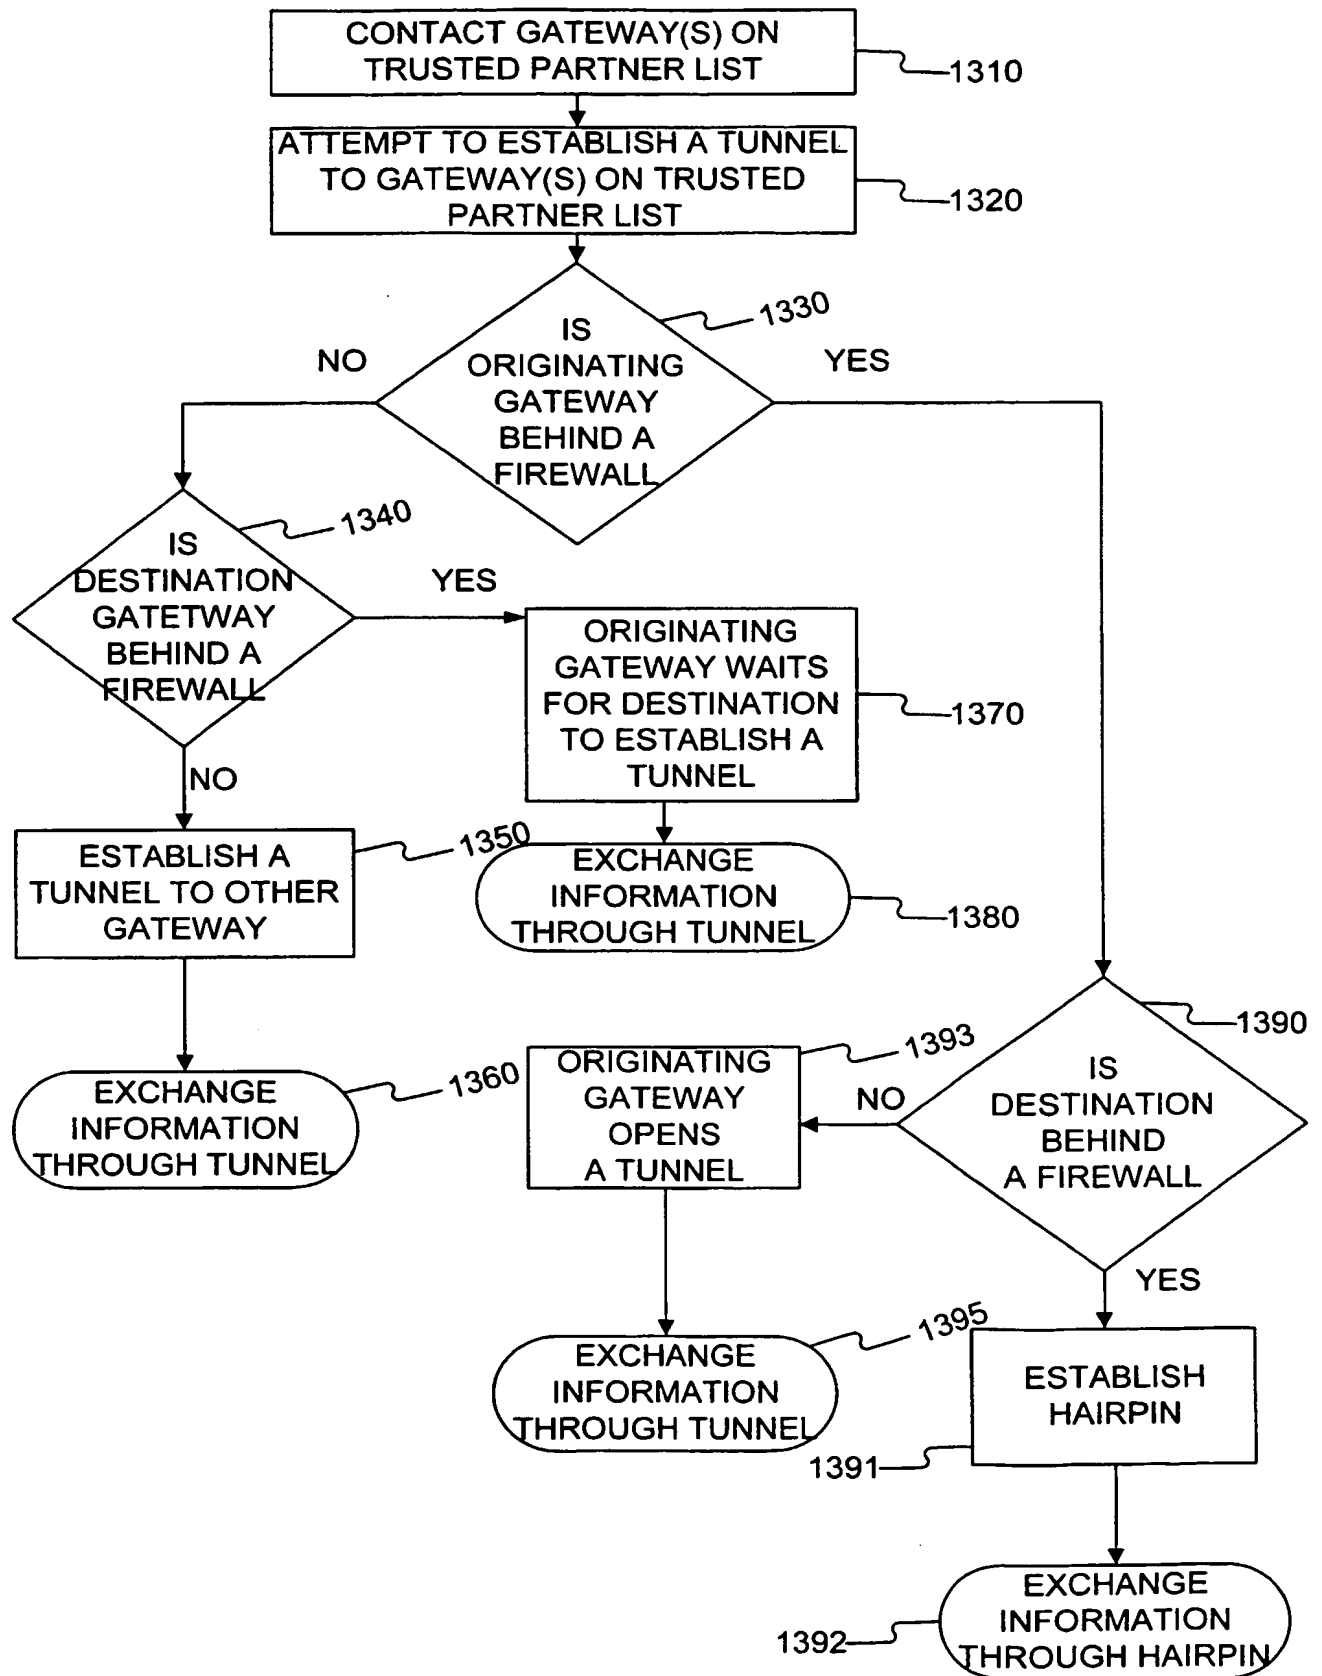 CONTACT GATEWAY(S) ON
TRUSTED PARTNER LIST
1310
ATTEMPT TO ESTABLISH A TUNNEL
TO GATEWAY(S) ON TRUSTED
PARTNER LIST
1320
1330
IS
ORIGINATING
GATEWAY
BEHIND A
FIREWALL
NO
YES
1340
IS
DESTINATION
GATETWAY
BEHIND A
FIREWALL
YES
NO
ORIGINATING
GATEWAY WAITS
FOR DESTINATION
TO ESTABLISH A
TUNNEL
1370
1350
ESTABLISH A
TUNNEL TO OTHER
GATEWAY
EXCHANGE
INFORMATION
THROUGH TUNNEL
1380
1360
EXCHANGE
INFORMATION
THROUGH TUNNEL
1390
IS
DESTINATION
BEHIND
A FIREWALL
NO
YES
1393
ORIGINATING
GATEWAY
OPENS
A TUNNEL
1395
EXCHANGE
INFORMATION
THROUGH TUNNEL
ESTABLISH
HAIRPIN
1391
EXCHANGE
INFORMATION
THROUGH HAIRPIN
1392